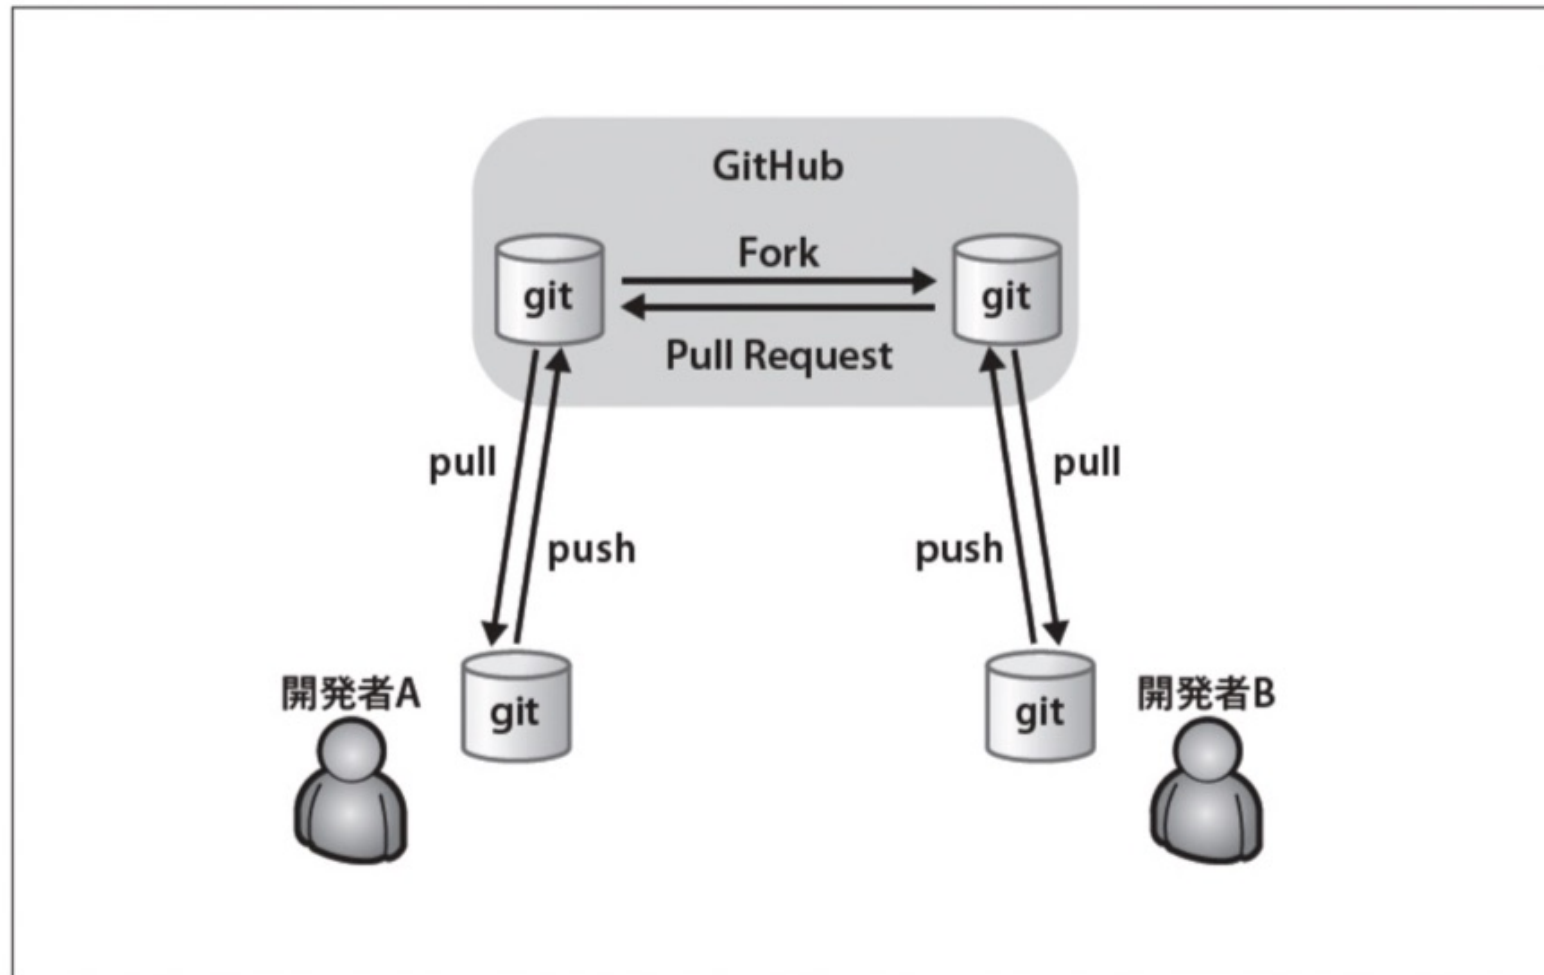 GitHub
Fork
git
git
Pull Request
pull
pull
push
push
開発者A
開発者B
git
git